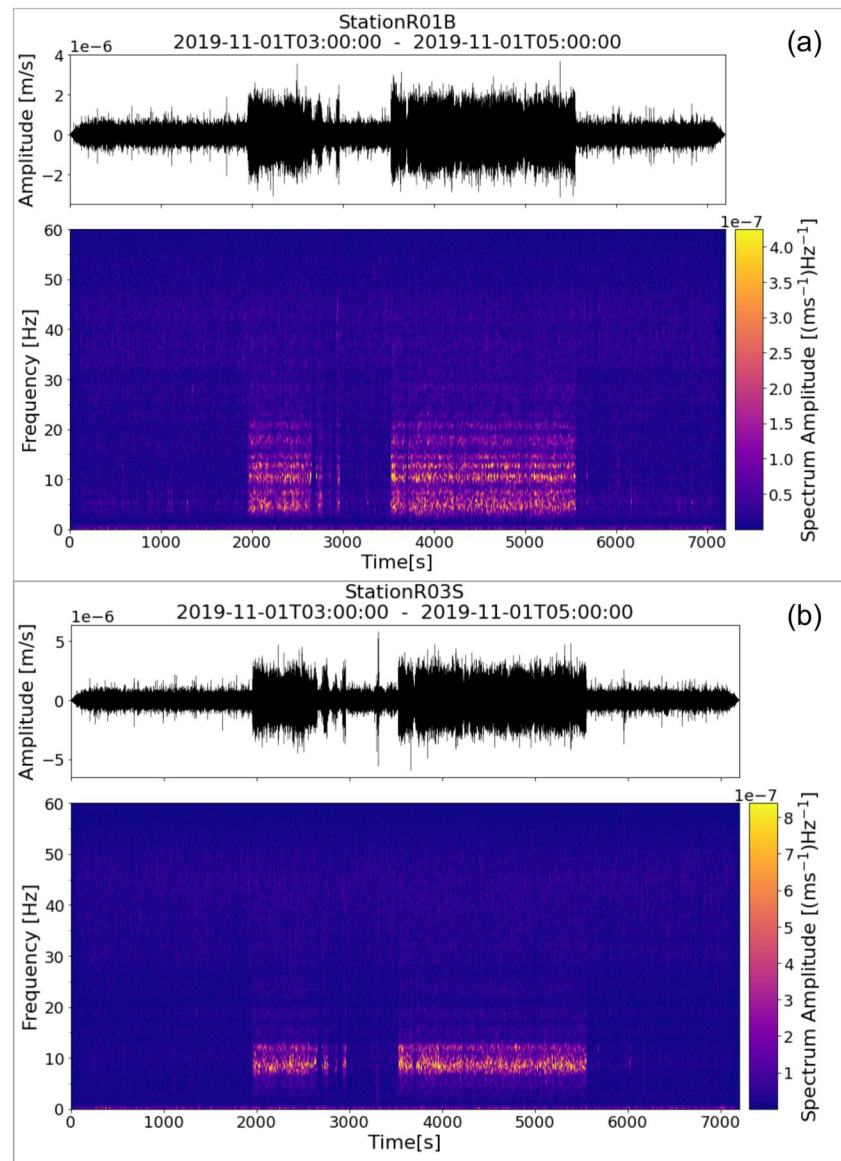 StationR01B
2019-11-01T03:00:00 - 2019-11-01T05:00:00
(a)
1e-6
Amplitude [m/s]
4
2
0
−2
1e-7
Frequency [Hz]
60
50
40
30
20
10
0
0 1000 2000 3000 4000 5000 6000 7000
Time[s]
4.0
3.5
3.0
2.5
2.0
1.5
1.0
0.5
Spectrum Amplitude [(ms⁻¹)Hz⁻¹]
StationR03S
2019-11-01T03:00:00 - 2019-11-01T05:00:00
(b)
1e-6
Amplitude [m/s]
5
0
−5
1e-7
Frequency [Hz]
60
50
40
30
20
10
0
0 1000 2000 3000 4000 5000 6000 7000
Time[s]
8
7
6
5
4
3
2
1
Spectrum Amplitude [(ms⁻¹)Hz⁻¹]